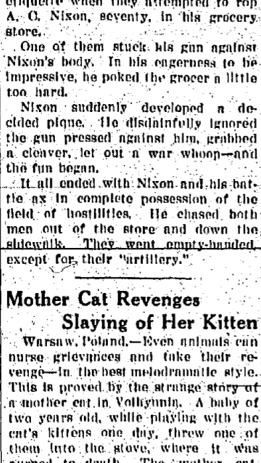 etiquette when they attempted to rob
A. C. Nixon, seventy, in his grocery
store.
One of them stuck his gun against
Nixon's body. In his eagerness to be
impressive, he poked the grocer a little
too hard.
Nixon suddenly developed a de-
cided pique. He disdainfully ignored
the gun pressed against him, grabbed
a cleaver, let out a war whoop—and
the fun began.
It all ended with Nixon and his bat-
tle ax in complete possession of the
field of hostilities. He chased both
men out of the store and down the
sidewalk. They went empty-handed
except for their "artillery."
Mother Cat Revenges
Slaying of Her Kitten
Warsaw, Poland.—Even animals can
nurse grievances and take their re-
venge—in the best melodramatic style.
This is proved by the strange story of
a mother cat in Volhynia. A baby of
two years old, while playing with the
cat's kittens one day, threw one of
them into the stove, where it was
burned to death. The mother cat